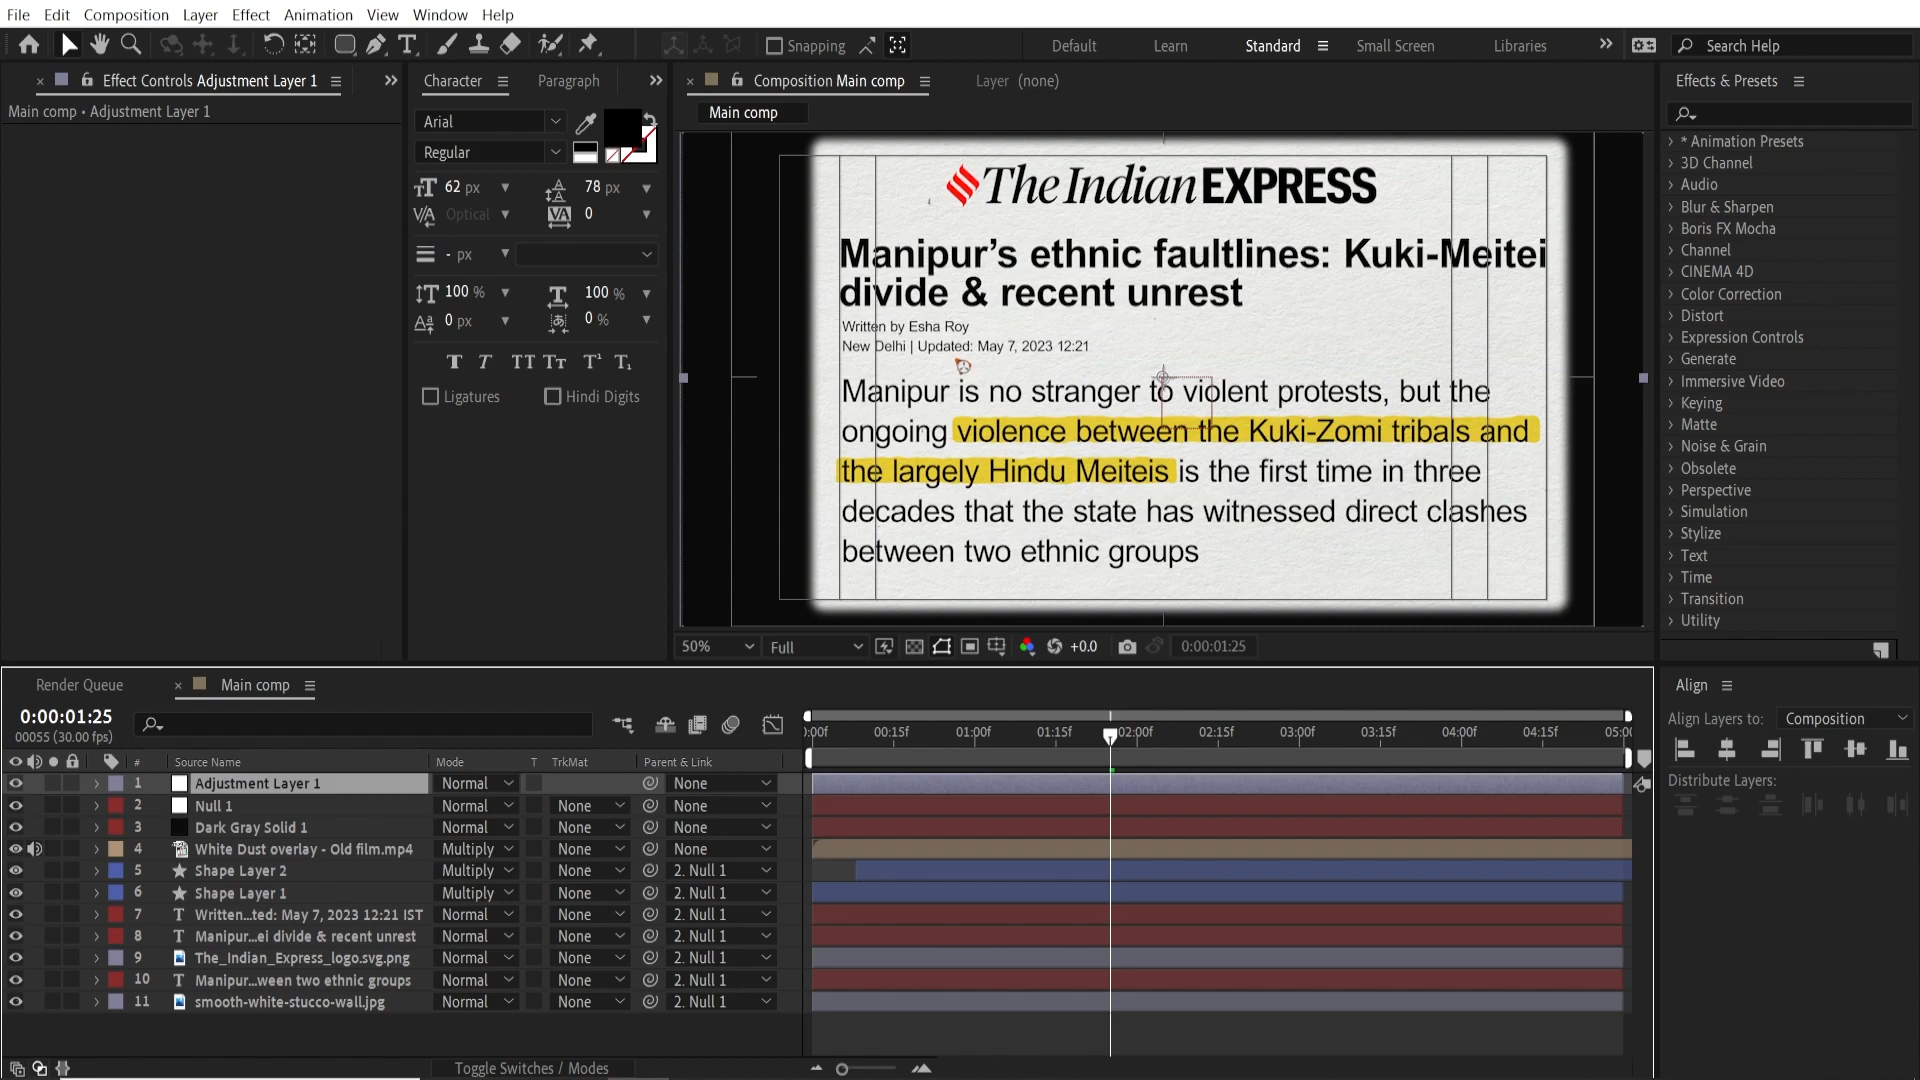 File Edit Composition Layer Effect Animation View Window Help
Snapping Default Learn Standard Small Screen Libraries Search Help
Effect Controls Adjustment Layer 1
Main comp • Adjustment Layer 1
Character Paragraph
Arial
Regular
62 px 78 px
Optical 0
- px
100 % 100 %
0 px 0 %
Ligatures Hindi Digits
Composition Main comp Layer (none)
Main comp
The Indian EXPRESS
Manipur’s ethnic faultlines: Kuki-Meitei
divide & recent unrest
Written by Esha Roy
New Delhi | Updated: May 7, 2023 12:21
Manipur is no stranger to violent protests, but the
ongoing violence between the Kuki-Zomi tribals and
the largely Hindu Meiteis is the first time in three
decades that the state has witnessed direct clashes
between two ethnic groups
50% Full +0.0 0:00:01:25
Effects & Presets
* Animation Presets
3D Channel
Audio
Blur & Sharpen
Boris FX Mocha
Channel
CINEMA 4D
Color Correction
Distort
Expression Controls
Generate
Immersive Video
Keying
Matte
Noise & Grain
Obsolete
Perspective
Simulation
Stylize
Text
Time
Transition
Utility
Render Queue Main comp
0:00:01:25
00055 (30.00 fps)
):00f 00:15f 01:00f 01:15f 02:00f 02:15f 03:00f 03:15f 04:00f 04:15f 05:0
# Source Name Mode T TrkMat Parent & Link
1 Adjustment Layer 1 Normal None
2 Null 1 Normal None None
3 Dark Gray Solid 1 Normal None None
4 White Dust overlay - Old film.mp4 Multiply None None
5 Shape Layer 2 Multiply None 2. Null 1
6 Shape Layer 1 Multiply None 2. Null 1
7 Written...ted: May 7, 2023 12:21 IST Normal None 2. Null 1
8 Manipur...ei divide & recent unrest Normal None 2. Null 1
9 The_Indian_Express_logo.svg.png Normal None 2. Null 1
10 Manipur...ween two ethnic groups Normal None 2. Null 1
11 smooth-white-stucco-wall.jpg Normal None 2. Null 1
Toggle Switches / Modes
Align
Align Layers to: Composition
Distribute Layers: